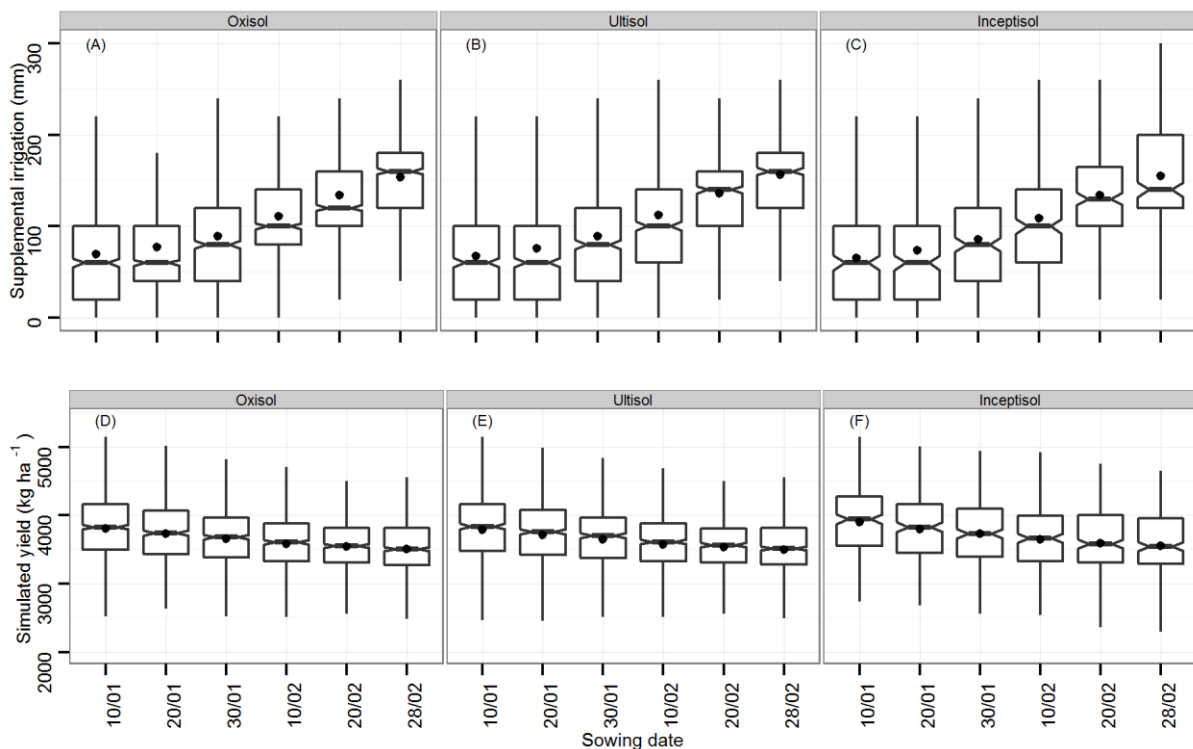 Oxisol
Ultisol
Inceptisol
(A)
(B)
(C)
Supplemental irrigation (mm)
300
200
100
0
Oxisol
Ultisol
Inceptisol
(D)
(E)
(F)
Simulated yield (kg ha⁻¹)
5000
4000
3000
2000
10/01
20/01
30/01
10/02
20/02
28/02
10/01
20/01
30/01
10/02
20/02
28/02
10/01
20/01
30/01
10/02
20/02
28/02
Sowing date